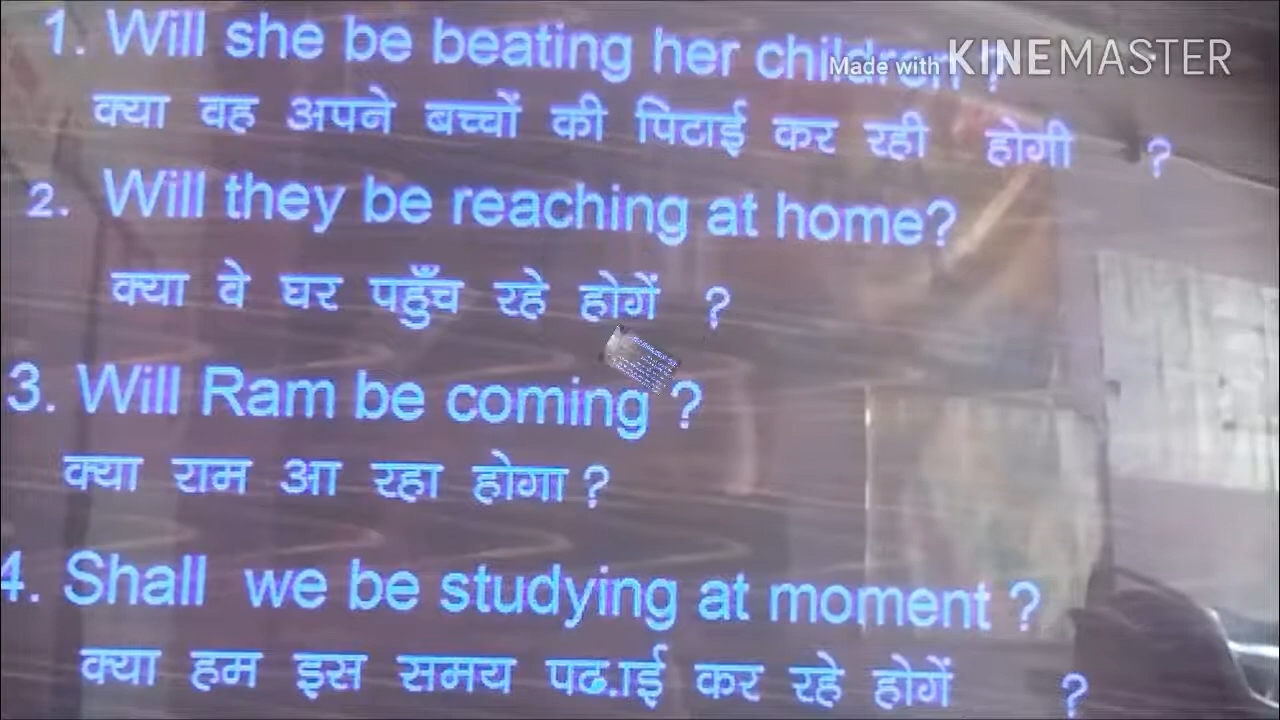 1. Will she be beating her children ?
Made with KINEMASTER
क्या वह अपने बच्चों की पिटाई कर रही होगी ?
2. Will they be reaching at home?
क्या वे घर पहुँच रहे होगें ?
3. Will Ram be coming ?
क्या राम आ रहा होगा ?
4. Shall we be studying at moment ?
क्या हम इस समय पढ.ाई कर रहे होगें ?